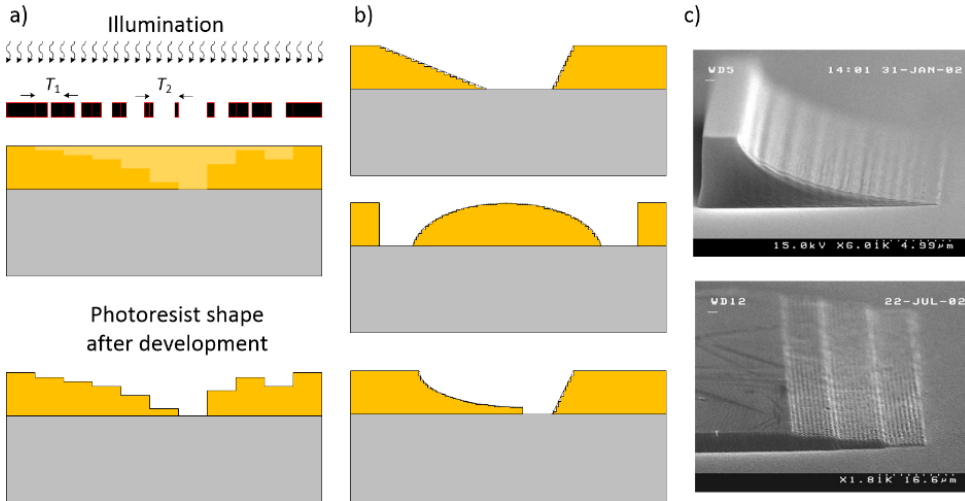 a)
Illumination
T1
T2
Photoresist shape
after development
b)
c)
WD5
14:01 31-JAN-02
15.0kV X6.01K 4.99μm
WD12
22-JUL-02
X1.81K 16.6μm